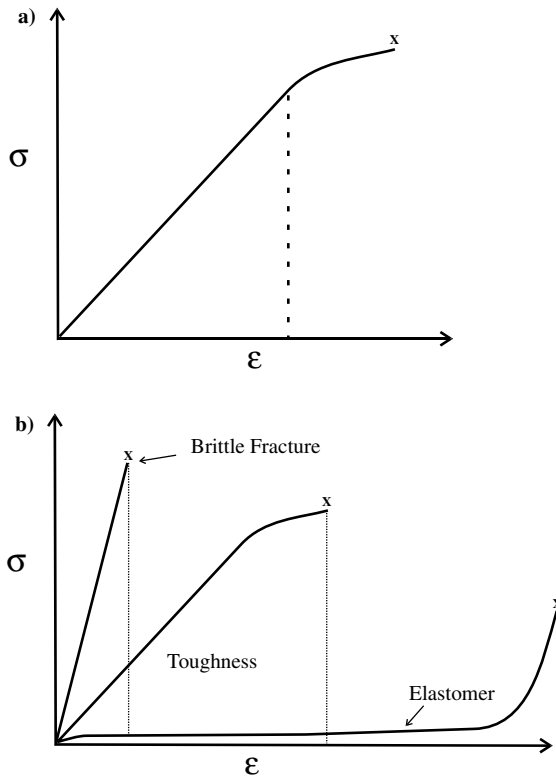 a)
x
σ
ε
b)
x
Brittle Fracture
x
σ
x
Toughness
Elastomer
ε